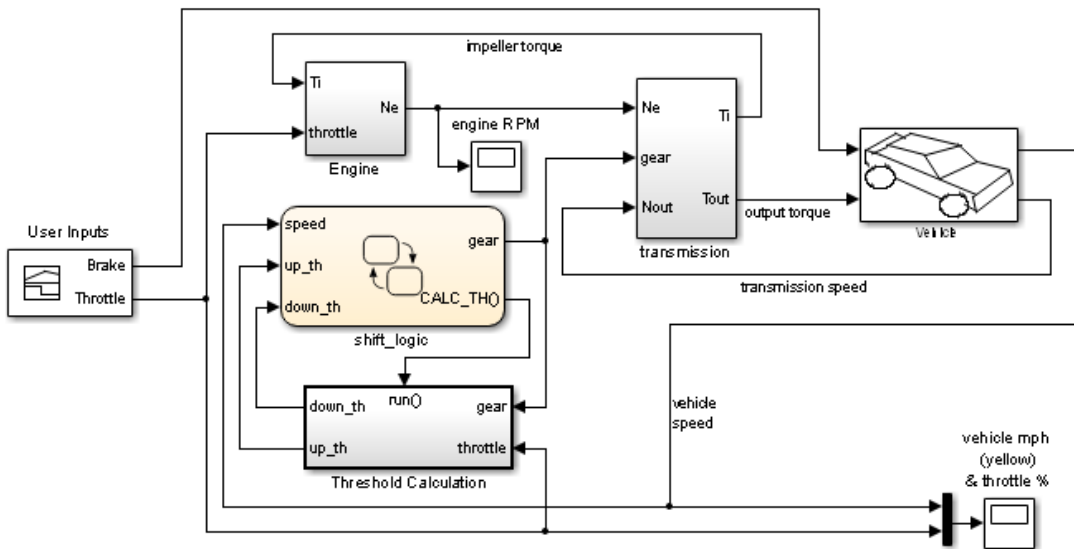 impeller torque
Ti
Ne
throttle
Engine
engine RPM
Ne
gear
Nout
Ti
Tout
transmission
output torque
Vehicle
transmission speed
User Inputs
Brake
Throttle
speed
up_th
down_th
gear
CALC_TH()
shift_logic
run()
down_th
up_th
gear
throttle
Threshold Calculation
vehicle
speed
vehicle mph
(yellow)
& throttle %